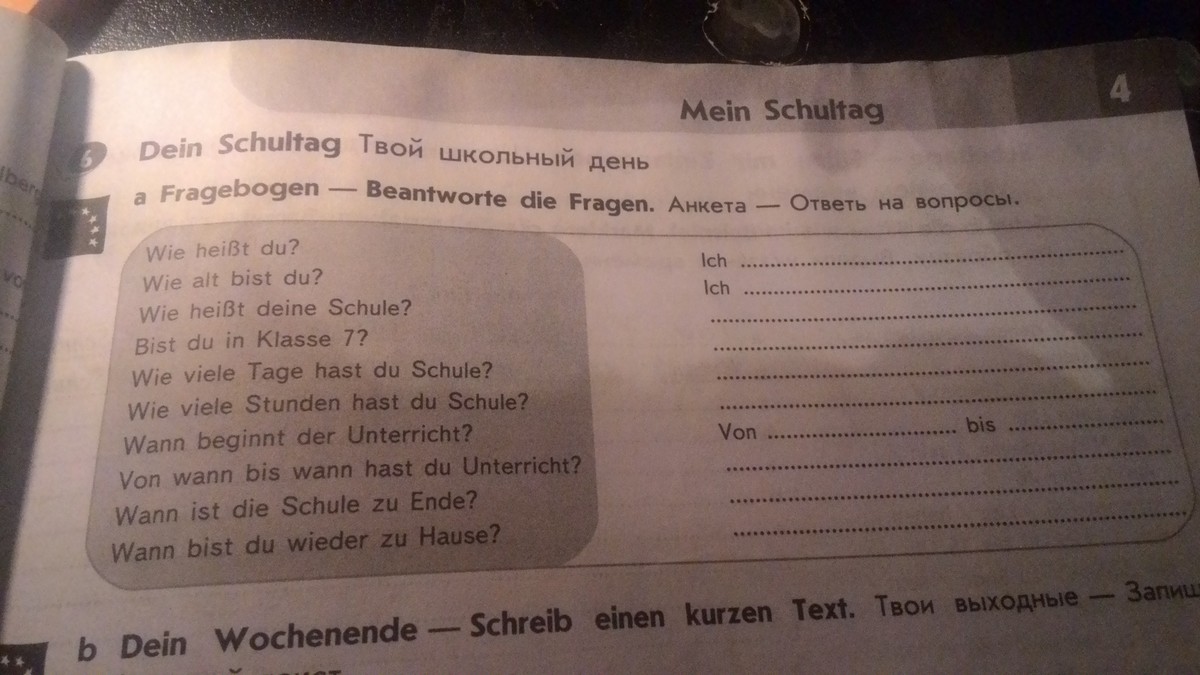 Mein Schultag 4
6 Dein Schultag Твой школьный день
a Fragebogen — Beantworte die Fragen. Анкета — Ответь на вопросы.
Wie heißt du? Ich
Wie alt bist du? Ich
Wie heißt deine Schule?
Bist du in Klasse 7?
Wie viele Tage hast du Schule?
Wie viele Stunden hast du Schule?
Wann beginnt der Unterricht? Von bis
Von wann bis wann hast du Unterricht?
Wann ist die Schule zu Ende?
Wann bist du wieder zu Hause?
b Dein Wochenende — Schreib einen kurzen Text. Твои выходные —